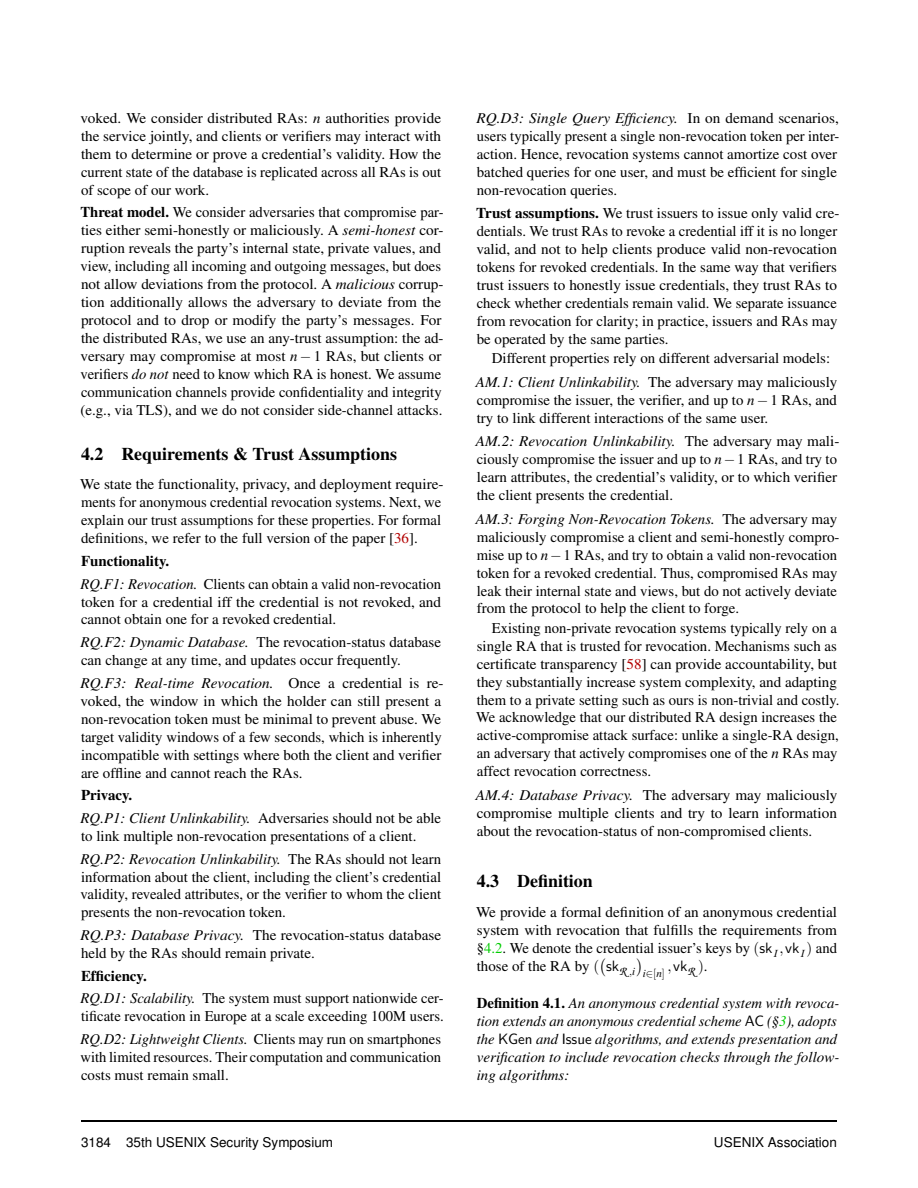 voked. We consider distributed RAs: n authorities provide
the service jointly, and clients or verifiers may interact with
them to determine or prove a credential's validity. How the
current state of the database is replicated across all RAs is out
of scope of our work.
Threat model. We consider adversaries that compromise par-
ties either semi-honestly or maliciously. A semi-honest cor-
ruption reveals the party's internal state, private values, and
view, including all incoming and outgoing messages, but does
not allow deviations from the protocol. A malicious corrup-
tion additionally allows the adversary to deviate from the
protocol and to drop or modify the party's messages. For
the distributed RAs, we use an any-trust assumption: the ad-
versary may compromise at most n − 1 RAs, but clients or
verifiers do not need to know which RA is honest. We assume
communication channels provide confidentiality and integrity
(e.g., via TLS), and we do not consider side-channel attacks.
4.2 Requirements & Trust Assumptions
We state the functionality, privacy, and deployment require-
ments for anonymous credential revocation systems. Next, we
explain our trust assumptions for these properties. For formal
definitions, we refer to the full version of the paper [36].
Functionality.
RQ.F1: Revocation. Clients can obtain a valid non-revocation
token for a credential iff the credential is not revoked, and
cannot obtain one for a revoked credential.
RQ.F2: Dynamic Database. The revocation-status database
can change at any time, and updates occur frequently.
RQ.F3: Real-time Revocation. Once a credential is re-
voked, the window in which the holder can still present a
non-revocation token must be minimal to prevent abuse. We
target validity windows of a few seconds, which is inherently
incompatible with settings where both the client and verifier
are offline and cannot reach the RAs.
Privacy.
RQ.P1: Client Unlinkability. Adversaries should not be able
to link multiple non-revocation presentations of a client.
RQ.P2: Revocation Unlinkability. The RAs should not learn
information about the client, including the client's credential
validity, revealed attributes, or the verifier to whom the client
presents the non-revocation token.
RQ.P3: Database Privacy. The revocation-status database
held by the RAs should remain private.
Efficiency.
RQ.D1: Scalability. The system must support nationwide cer-
tificate revocation in Europe at a scale exceeding 100M users.
RQ.D2: Lightweight Clients. Clients may run on smartphones
with limited resources. Their computation and communication
costs must remain small.
RQ.D3: Single Query Efficiency. In on demand scenarios,
users typically present a single non-revocation token per inter-
action. Hence, revocation systems cannot amortize cost over
batched queries for one user, and must be efficient for single
non-revocation queries.
Trust assumptions. We trust issuers to issue only valid cre-
dentials. We trust RAs to revoke a credential iff it is no longer
valid, and not to help clients produce valid non-revocation
tokens for revoked credentials. In the same way that verifiers
trust issuers to honestly issue credentials, they trust RAs to
check whether credentials remain valid. We separate issuance
from revocation for clarity; in practice, issuers and RAs may
be operated by the same parties.
Different properties rely on different adversarial models:
AM.1: Client Unlinkability. The adversary may maliciously
compromise the issuer, the verifier, and up to n − 1 RAs, and
try to link different interactions of the same user.
AM.2: Revocation Unlinkability. The adversary may mali-
ciously compromise the issuer and up to n − 1 RAs, and try to
learn attributes, the credential's validity, or to which verifier
the client presents the credential.
AM.3: Forging Non-Revocation Tokens. The adversary may
maliciously compromise a client and semi-honestly compro-
mise up to n − 1 RAs, and try to obtain a valid non-revocation
token for a revoked credential. Thus, compromised RAs may
leak their internal state and views, but do not actively deviate
from the protocol to help the client to forge.
Existing non-private revocation systems typically rely on a
single RA that is trusted for revocation. Mechanisms such as
certificate transparency [58] can provide accountability, but
they substantially increase system complexity, and adapting
them to a private setting such as ours is non-trivial and costly.
We acknowledge that our distributed RA design increases the
active-compromise attack surface: unlike a single-RA design,
an adversary that actively compromises one of the n RAs may
affect revocation correctness.
AM.4: Database Privacy. The adversary may maliciously
compromise multiple clients and try to learn information
about the revocation-status of non-compromised clients.
4.3 Definition
We provide a formal definition of an anonymous credential
system with revocation that fulfills the requirements from
§4.2. We denote the credential issuer's keys by (sk_I, vk_I) and
those of the RA by ((sk_{ℛ,i})_{i∈[n]}, vk_ℛ).
Definition 4.1. An anonymous credential system with revoca-
tion extends an anonymous credential scheme AC (§3), adopts
the KGen and Issue algorithms, and extends presentation and
verification to include revocation checks through the follow-
ing algorithms:
3184 35th USENIX Security Symposium
USENIX Association